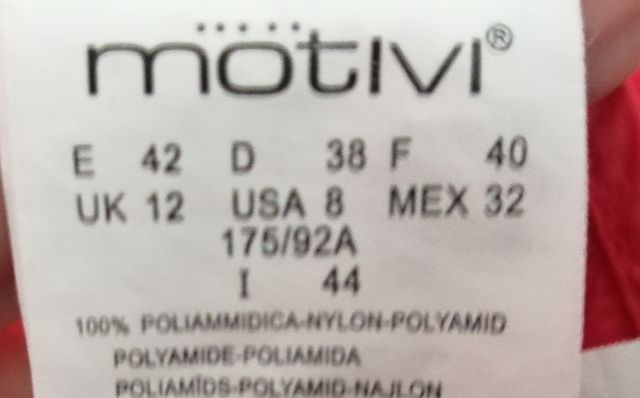 mötivi®
E 42 D 38 F 40
UK 12 USA 8 MEX 32
175/92A
I 44
100% POLIAMMIDICA-NYLON-POLYAMID
POLYAMIDE-POLIAMIDA
POLIAMĪDS-POLYAMID-NAJLON